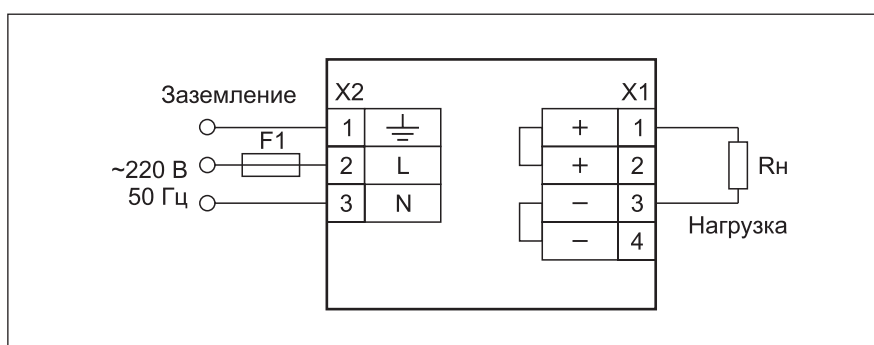 X2 X1
Заземление
1 + 1
F1
~220 В 2 L + 2 Rн
50 Гц 3 N – 3
Нагрузка
– 4